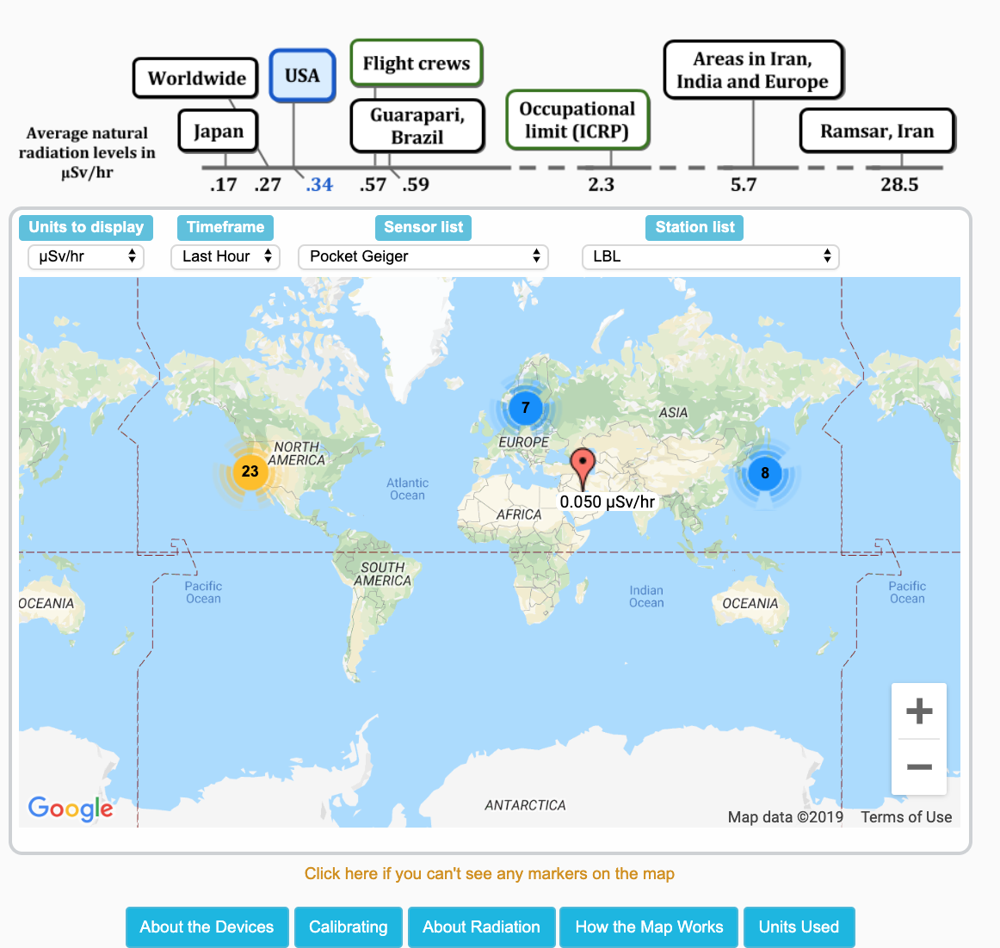 Worldwide
USA
Flight crews
Areas in Iran,
India and Europe
Japan
Guarapari,
Brazil
Occupational
limit (ICRP)
Ramsar, Iran
Average natural
radiation levels in
µSv/hr
.17 .27 .34 .57 .59 2.3 5.7 28.5
Units to display Timeframe Sensor list Station list
µSv/hr Last Hour Pocket Geiger LBL
ASIA
7
EUROPE
NORTH
AMERICA
23
8
Atlantic
Ocean
0.050 µSv/hr
AFRICA
SOUTH
AMERICA
Pacific
Ocean
Indian
Ocean
Pacific
Ocean
OCEANIA
OCEANIA
+
−
ANTARCTICA
Google
Map data ©2019 Terms of Use
Click here if you can't see any markers on the map
About the Devices Calibrating About Radiation How the Map Works Units Used